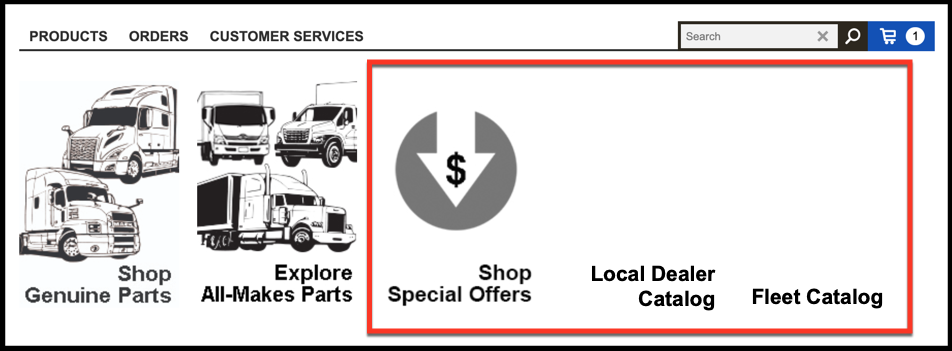 PRODUCTS ORDERS CUSTOMER SERVICES
Search
1
Shop
Genuine Parts
Explore
All-Makes Parts
$
Shop
Special Offers
Local Dealer
Catalog
Fleet Catalog